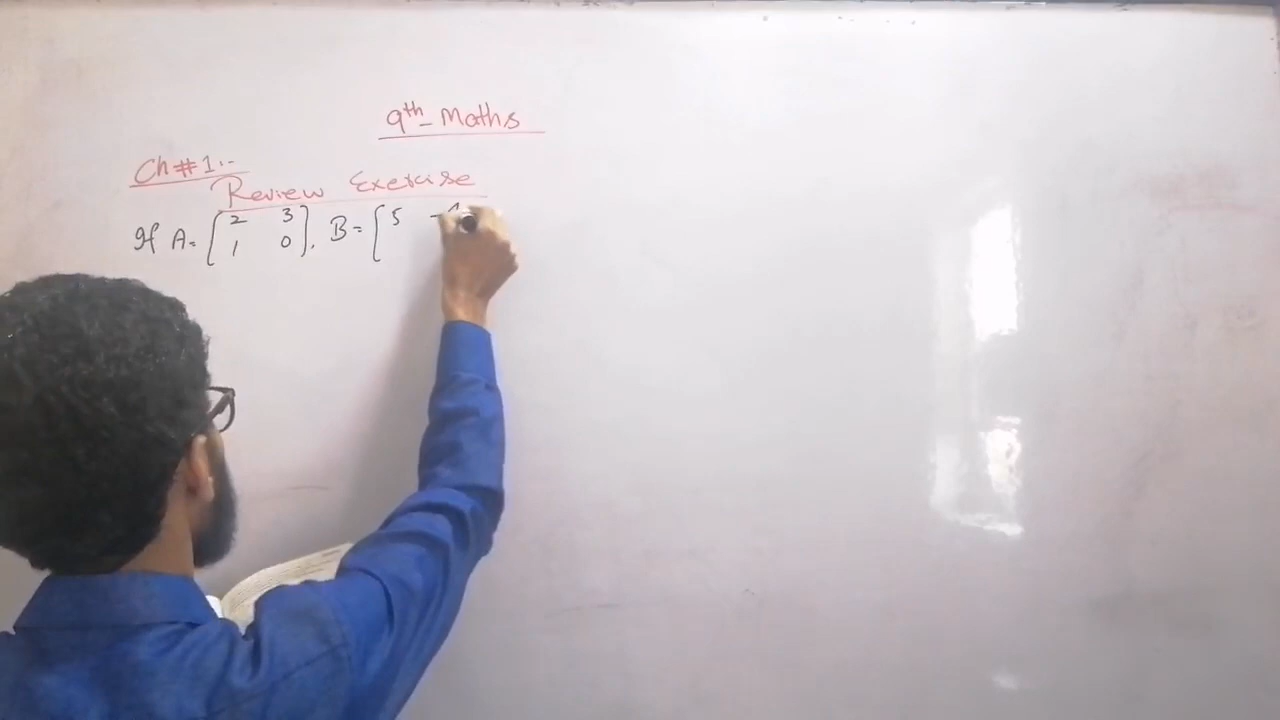 9th - Maths
Ch # 1:-
Review Exercise
If A = [ 2 3 ], B = [ 5
1 0